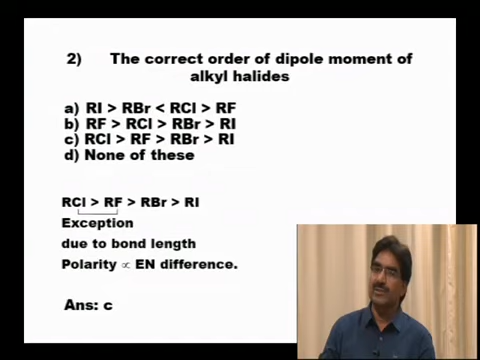 2) The correct order of dipole moment of
alkyl halides
a) RI > RBr < RCl > RF
b) RF > RCl > RBr > RI
c) RCl > RF > RBr > RI
d) None of these
RCl > RF > RBr > RI
Exception
due to bond length
Polarity ∝ EN difference.
Ans: c